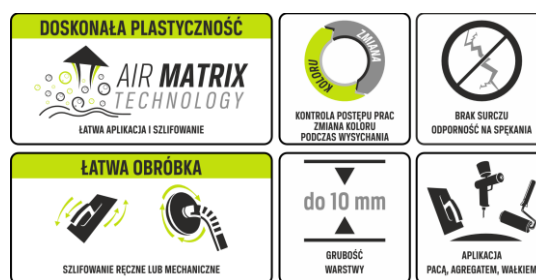 DOSKONAŁA PLASTYCZNOŚĆ
AIR MATRIX
TECHNOLOGY
ŁATWA APLIKACJA I SZLIFOWANIE
ZMIANA
KOLORU
KONTROLA POSTĘPU PRAC
ZMIANA KOLORU
PODCZAS WYSYCHANIA
BRAK SURCZU
ODPORNOŚĆ NA SPĘKANIA
ŁATWA OBRÓBKA
SZLIFOWANIE RĘCZNE LUB MECHANICZNE
do 10 mm
GRUBOŚĆ
WARSTWY
APLIKACJA
PACĄ, AGREGATEM, WAŁKIEM